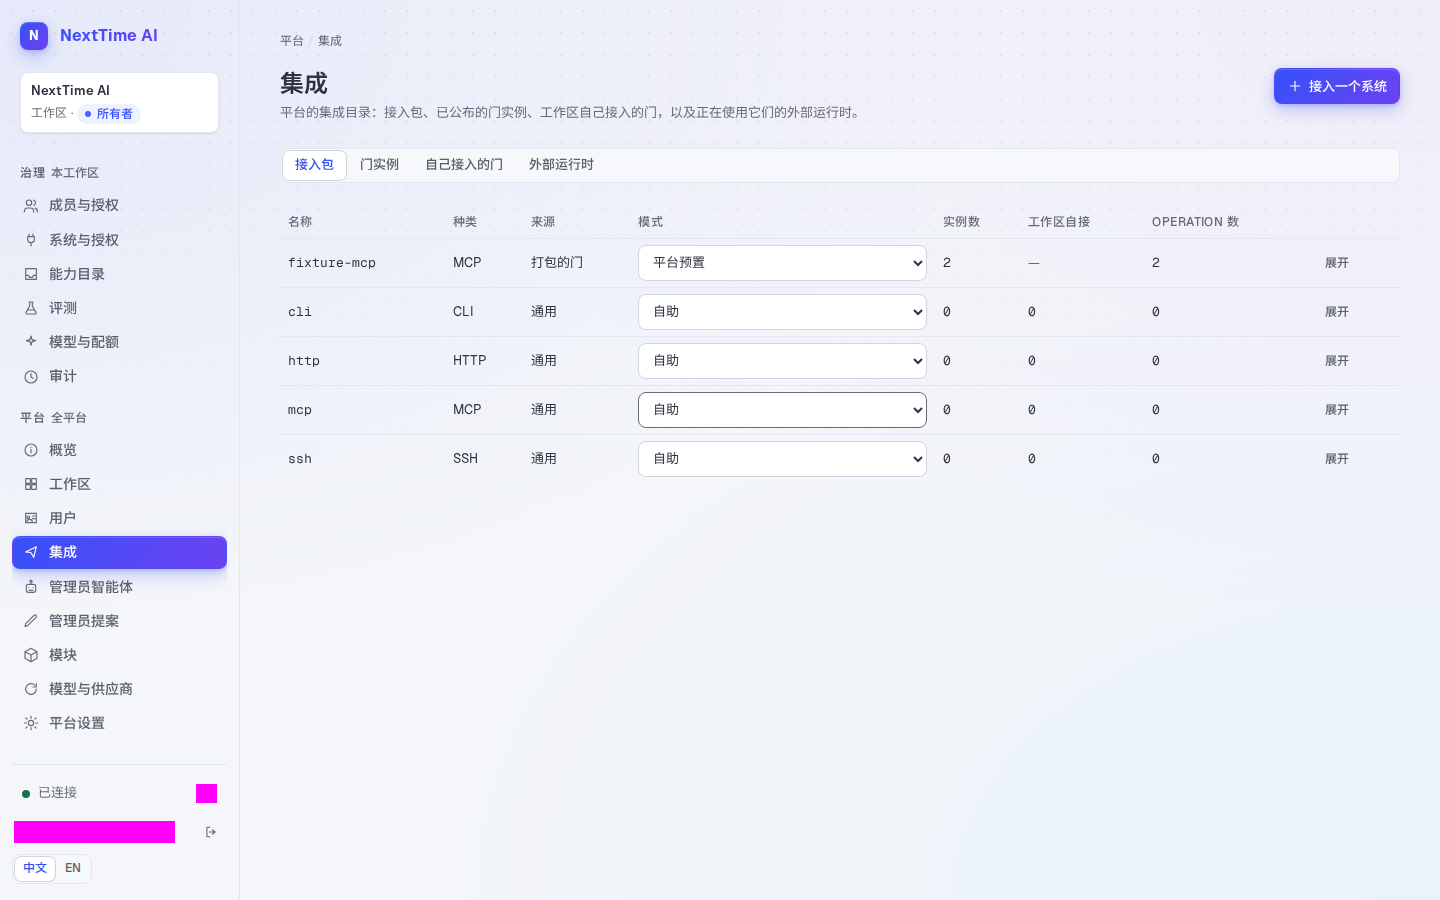 N NextTime AI
NextTime AI
工作区 · 所有者
治理 本工作区
成员与授权
系统与授权
能力目录
评测
模型与配额
审计
平台 全平台
概览
工作区
用户
集成
管理员智能体
管理员提案
模块
模型与供应商
平台设置
已连接
中文 EN
平台 / 集成
集成
接入一个系统
平台的集成目录：接入包、已公布的门实例、工作区自己接入的门，以及正在使用它们的外部运行时。
接入包 门实例 自己接入的门 外部运行时
名称 种类 来源 模式 实例数 工作区自接 OPERATION 数
fixture-mcp MCP 打包的门 平台预置 2 — 2 展开
cli CLI 通用 自助 0 0 0 展开
http HTTP 通用 自助 0 0 0 展开
mcp MCP 通用 自助 0 0 0 展开
ssh SSH 通用 自助 0 0 0 展开